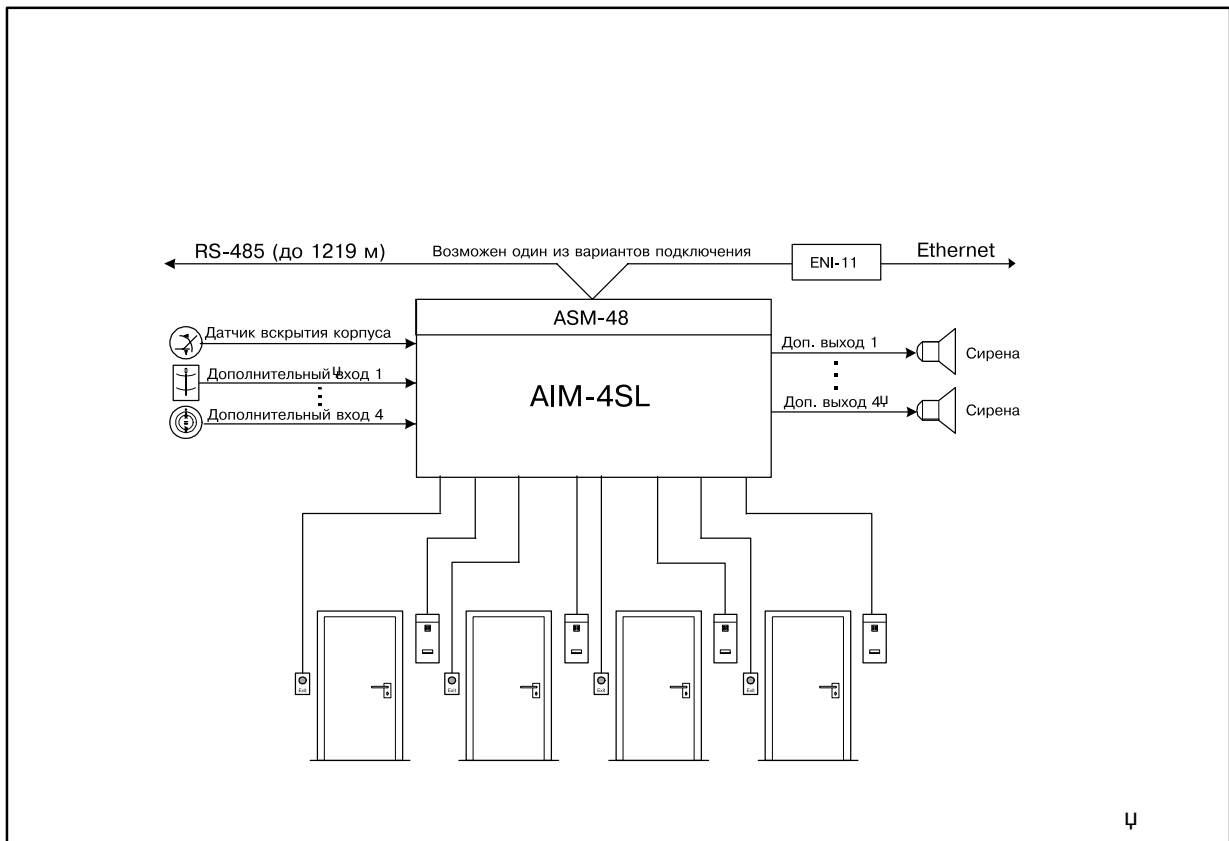 RS-485 (до 1219 м)
Возможен один из вариантов подключения
ENI-11
Ethernet
ASM-48
AIM-4SL
Датчик вскрытия корпуса
Дополнительный вход 1
Дополнительный вход 4
Доп. выход 1
Сирена
Доп. выход 4
Сирена
Exit
Exit
Exit
Exit
џ